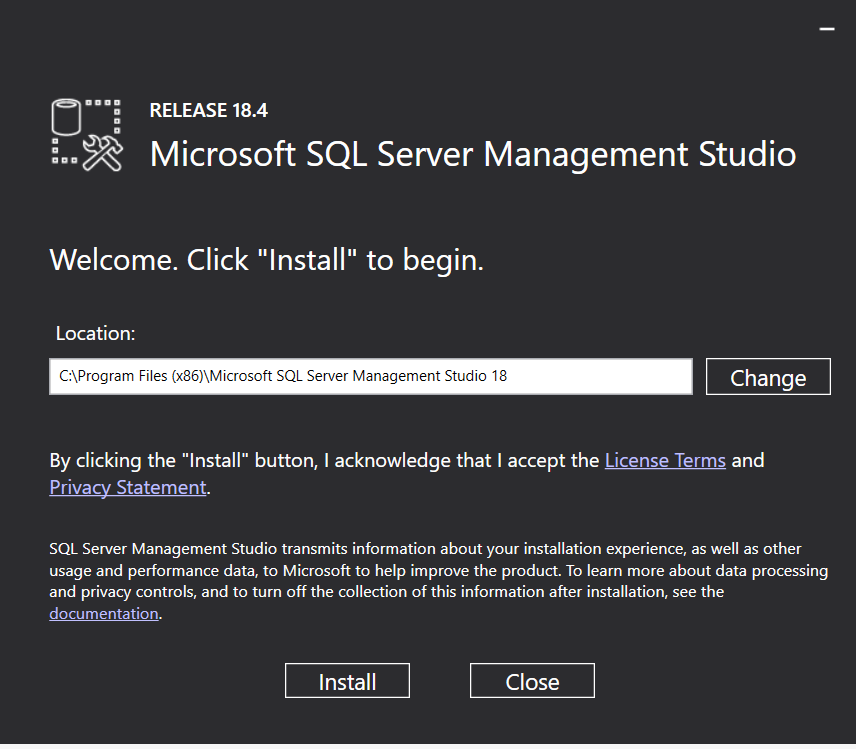 RELEASE 18.4
Microsoft SQL Server Management Studio
Welcome. Click "Install" to begin.
Location:
C:\Program Files (x86)\Microsoft SQL Server Management Studio 18
Change
By clicking the "Install" button, I acknowledge that I accept the License Terms and
Privacy Statement.
SQL Server Management Studio transmits information about your installation experience, as well as other
usage and performance data, to Microsoft to help improve the product. To learn more about data processing
and privacy controls, and to turn off the collection of this information after installation, see the
documentation.
Install
Close